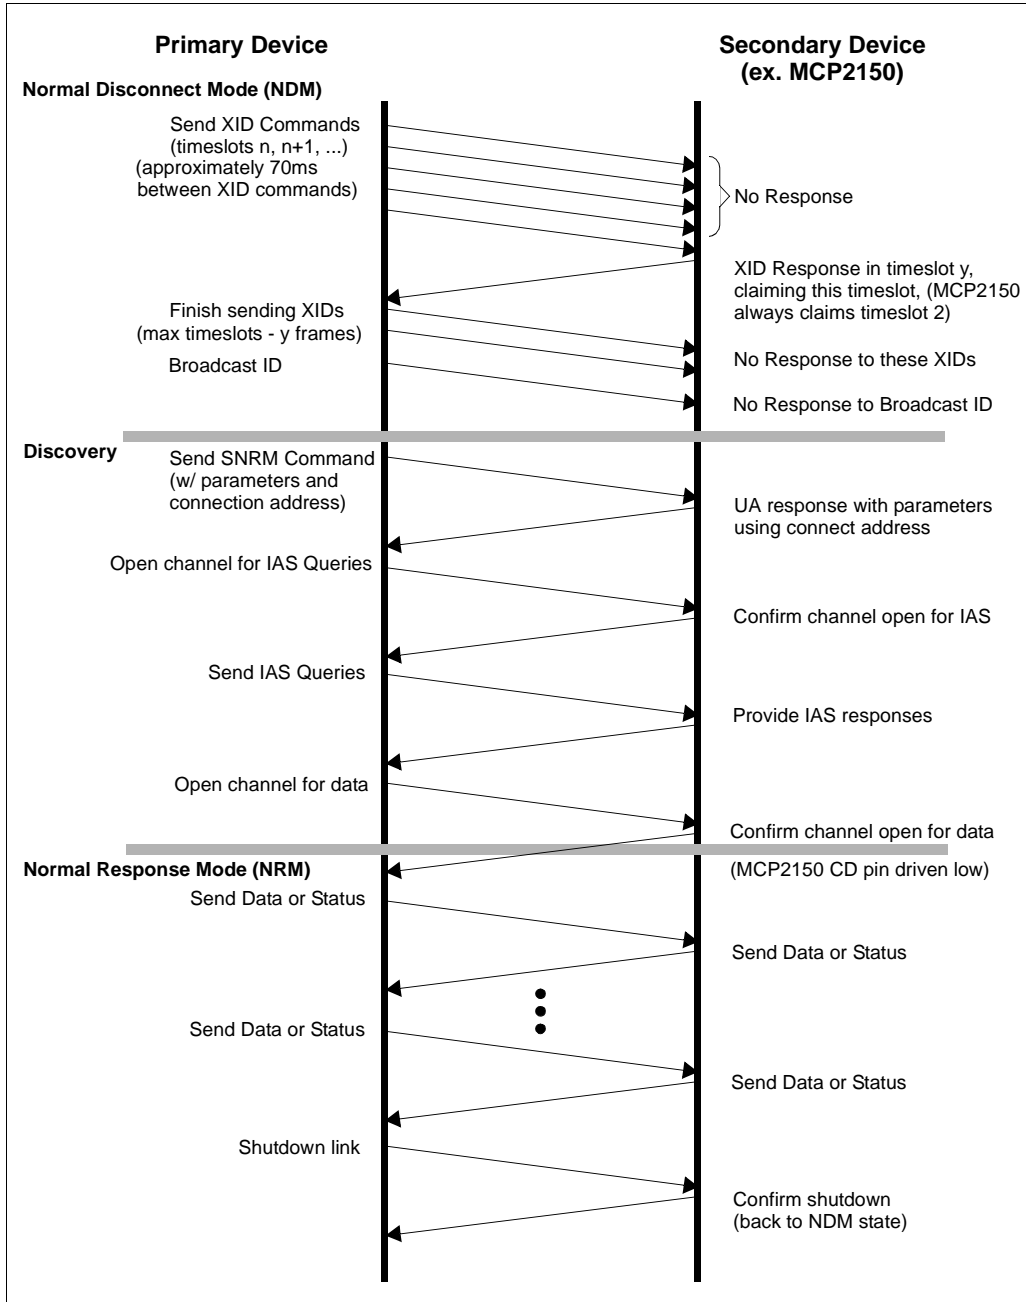 Primary Device
Secondary Device
(ex. MCP2150)
Normal Disconnect Mode (NDM)
Send XID Commands
(timeslots n, n+1, ...)
(approximately 70ms
between XID commands)
No Response
XID Response in timeslot y,
claiming this timeslot, (MCP2150
always claims timeslot 2)
Finish sending XIDs
(max timeslots - y frames)
No Response to these XIDs
Broadcast ID
No Response to Broadcast ID
Discovery
Send SNRM Command
(w/ parameters and
connection address)
UA response with parameters
using connect address
Open channel for IAS Queries
Confirm channel open for IAS
Send IAS Queries
Provide IAS responses
Open channel for data
Confirm channel open for data
Normal Response Mode (NRM)
(MCP2150 CD pin driven low)
Send Data or Status
Send Data or Status
Send Data or Status
Send Data or Status
Shutdown link
Confirm shutdown
(back to NDM state)